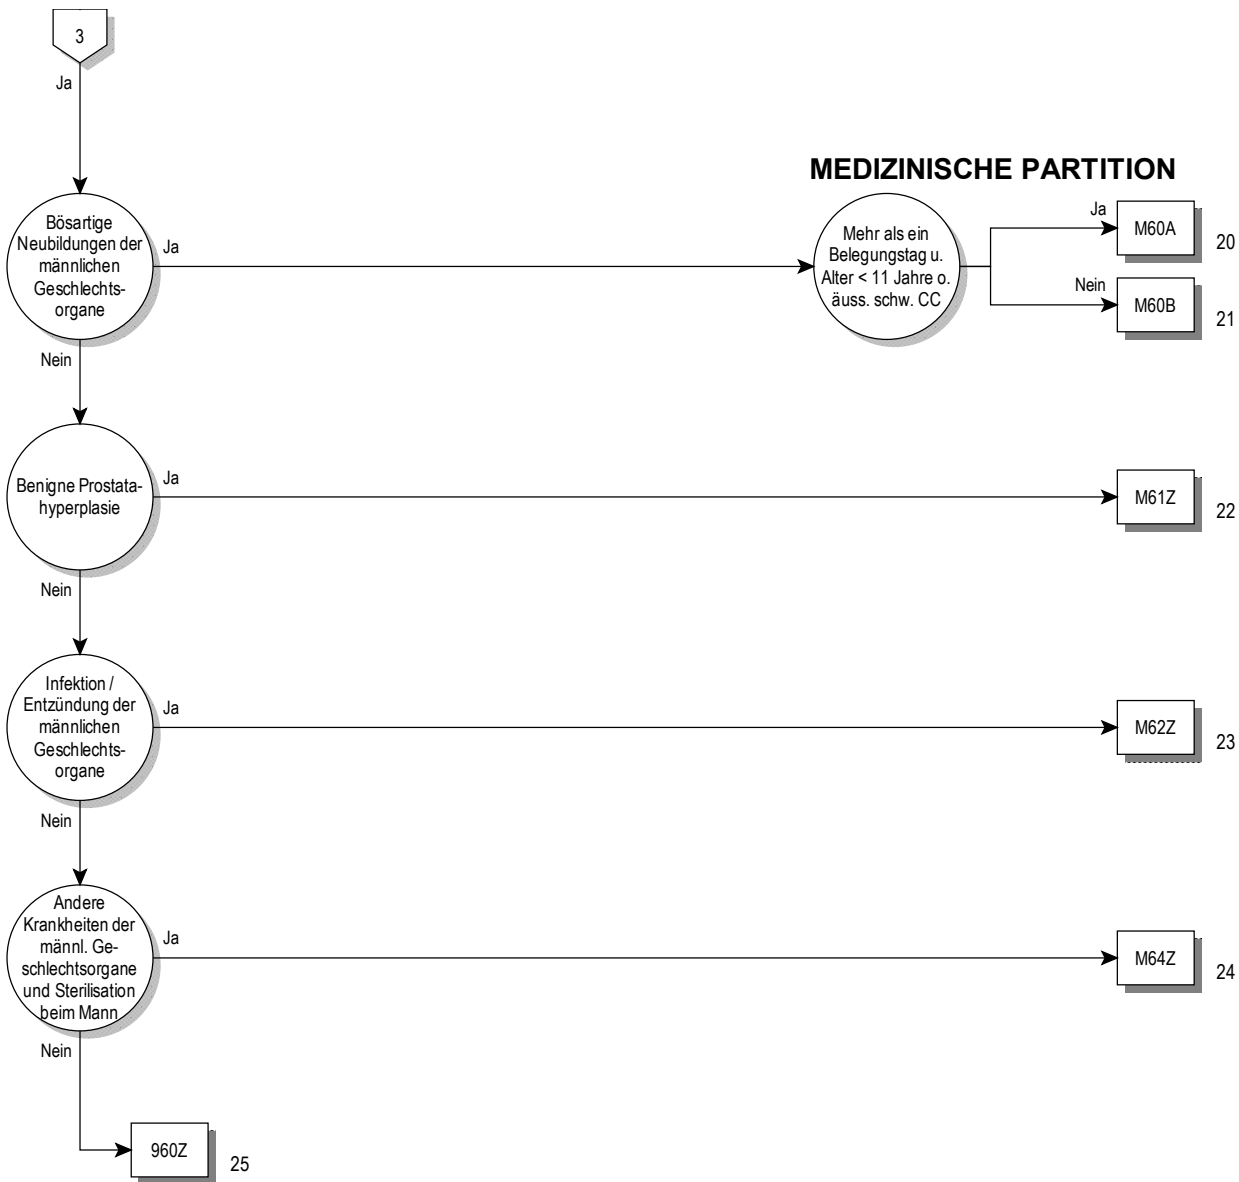 3
Ja
MEDIZINISCHE PARTITION
Bösartige
Neubildungen der
männlichen
Geschlechts-
organe
Ja
Mehr als ein
Belegungstag u.
Alter < 11 Jahre o.
äuss. schw. CC
Ja
M60A
20
Nein
M60B
21
Nein
Benigne Prostata-
hyperplasie
Ja
M61Z
22
Nein
Infektion /
Entzündung der
männlichen
Geschlechts-
organe
Ja
M62Z
23
Nein
Andere
Krankheiten der
männl. Ge-
schlechtsorgane
und Sterilisation
beim Mann
Ja
M64Z
24
Nein
960Z
25